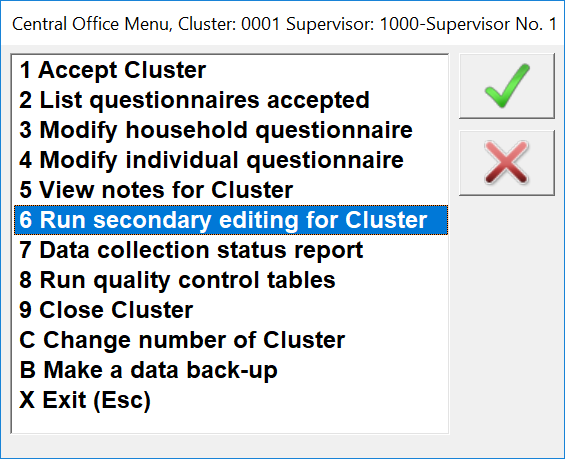 Central Office Menu, Cluster: 0001 Supervisor: 1000-Supervisor No. 1
1 Accept Cluster
2 List questionnaires accepted
3 Modify household questionnaire
4 Modify individual questionnaire
5 View notes for Cluster
6 Run secondary editing for Cluster
7 Data collection status report
8 Run quality control tables
9 Close Cluster
C Change number of Cluster
B Make a data back-up
X Exit (Esc)